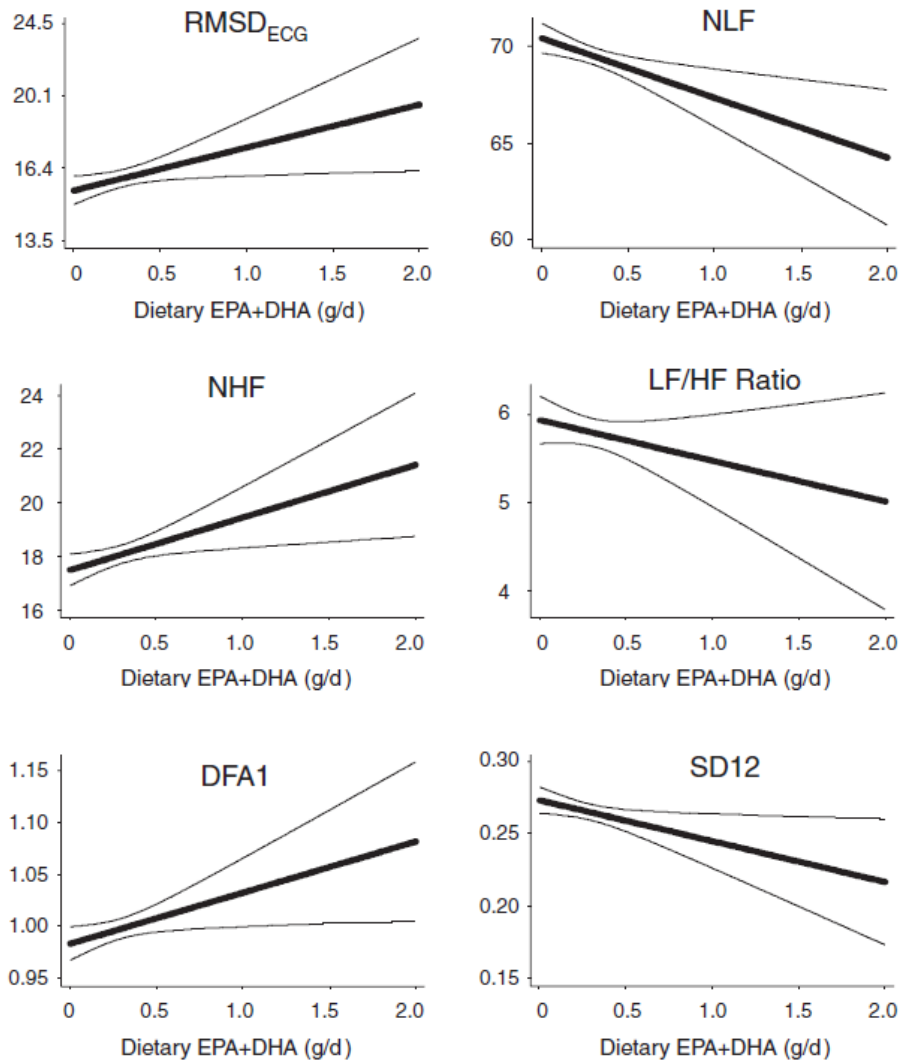 RMSD_ECG
24.5
20.1
16.4
13.5
0 0.5 1.0 1.5 2.0
Dietary EPA+DHA (g/d)
NLF
70
65
60
0 0.5 1.0 1.5 2.0
Dietary EPA+DHA (g/d)
NHF
24
22
20
18
16
0 0.5 1.0 1.5 2.0
Dietary EPA+DHA (g/d)
LF/HF Ratio
6
5
4
0 0.5 1.0 1.5 2.0
Dietary EPA+DHA (g/d)
DFA1
1.15
1.10
1.05
1.00
0.95
0 0.5 1.0 1.5 2.0
Dietary EPA+DHA (g/d)
SD12
0.30
0.25
0.20
0.15
0 0.5 1.0 1.5 2.0
Dietary EPA+DHA (g/d)